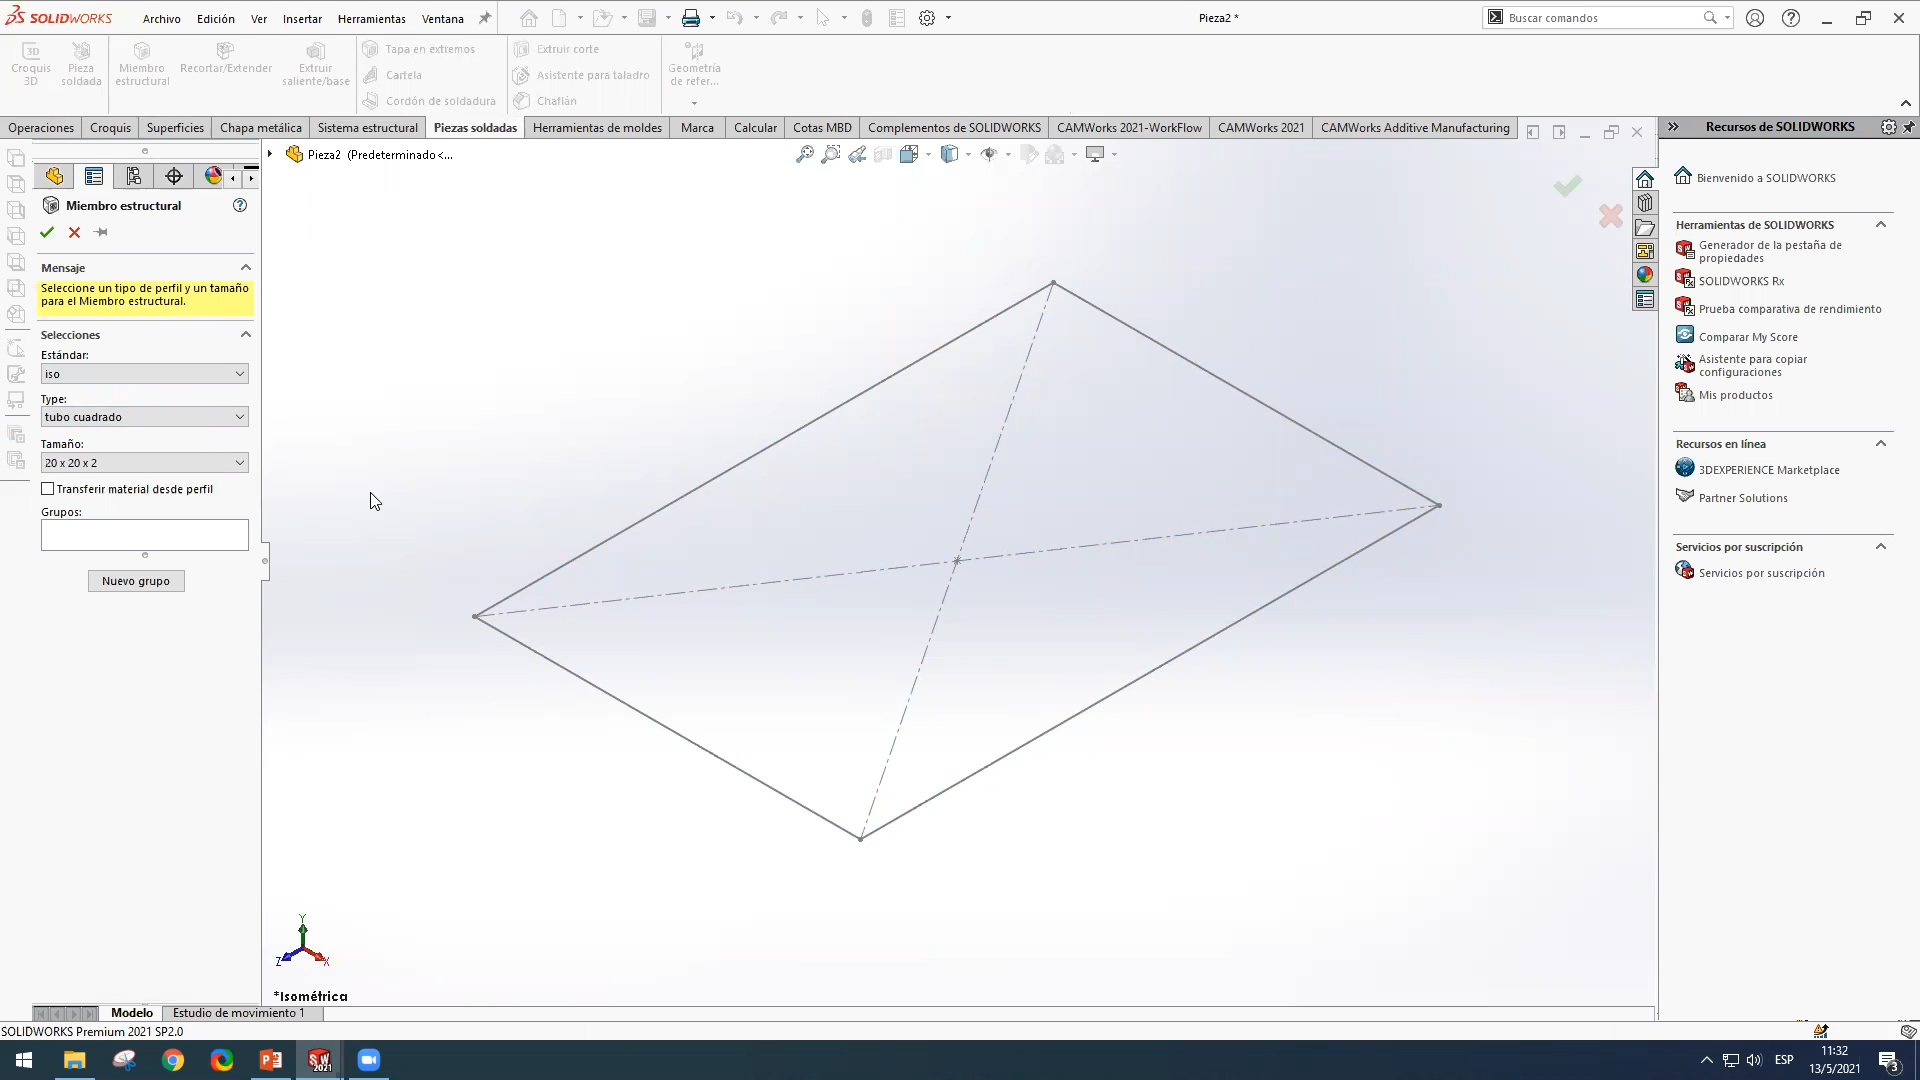 SOLIDWORKS
Archivo
Edición
Ver
Insertar
Herramientas
Ventana
Pieza2 *
Buscar comandos
3D
Croquis
3D
Pieza
soldada
Miembro
estructural
Recortar/Extender
Extruir
saliente/base
Tapa en extremos
Cartela
Cordón de soldadura
Extruir corte
Asistente para taladro
Chaflán
Geometría
de refer...
Operaciones
Croquis
Superficies
Chapa metálica
Sistema estructural
Piezas soldadas
Herramientas de moldes
Marca
Calcular
Cotas MBD
Complementos de SOLIDWORKS
CAMWorks 2021-WorkFlow
CAMWorks 2021
CAMWorks Additive Manufacturing
Recursos de SOLIDWORKS
Pieza2 (Predeterminado<...
Miembro estructural
Mensaje
Seleccione un tipo de perfil y un tamaño
para el Miembro estructural.
Selecciones
Estándar:
iso
Type:
tubo cuadrado
Tamaño:
20 x 20 x 2
Transferir material desde perfil
Grupos:
Nuevo grupo
Y
Z
X
*Isométrica
Bienvenido a SOLIDWORKS
Herramientas de SOLIDWORKS
Generador de la pestaña de
propiedades
SOLIDWORKS Rx
Prueba comparativa de rendimiento
Comparar My Score
Asistente para copiar
configuraciones
Mis productos
Recursos en línea
3DEXPERIENCE Marketplace
Partner Solutions
Servicios por suscripción
Servicios por suscripción
Modelo
Estudio de movimiento 1
SOLIDWORKS Premium 2021 SP2.0
ESP
11:32
13/5/2021
3